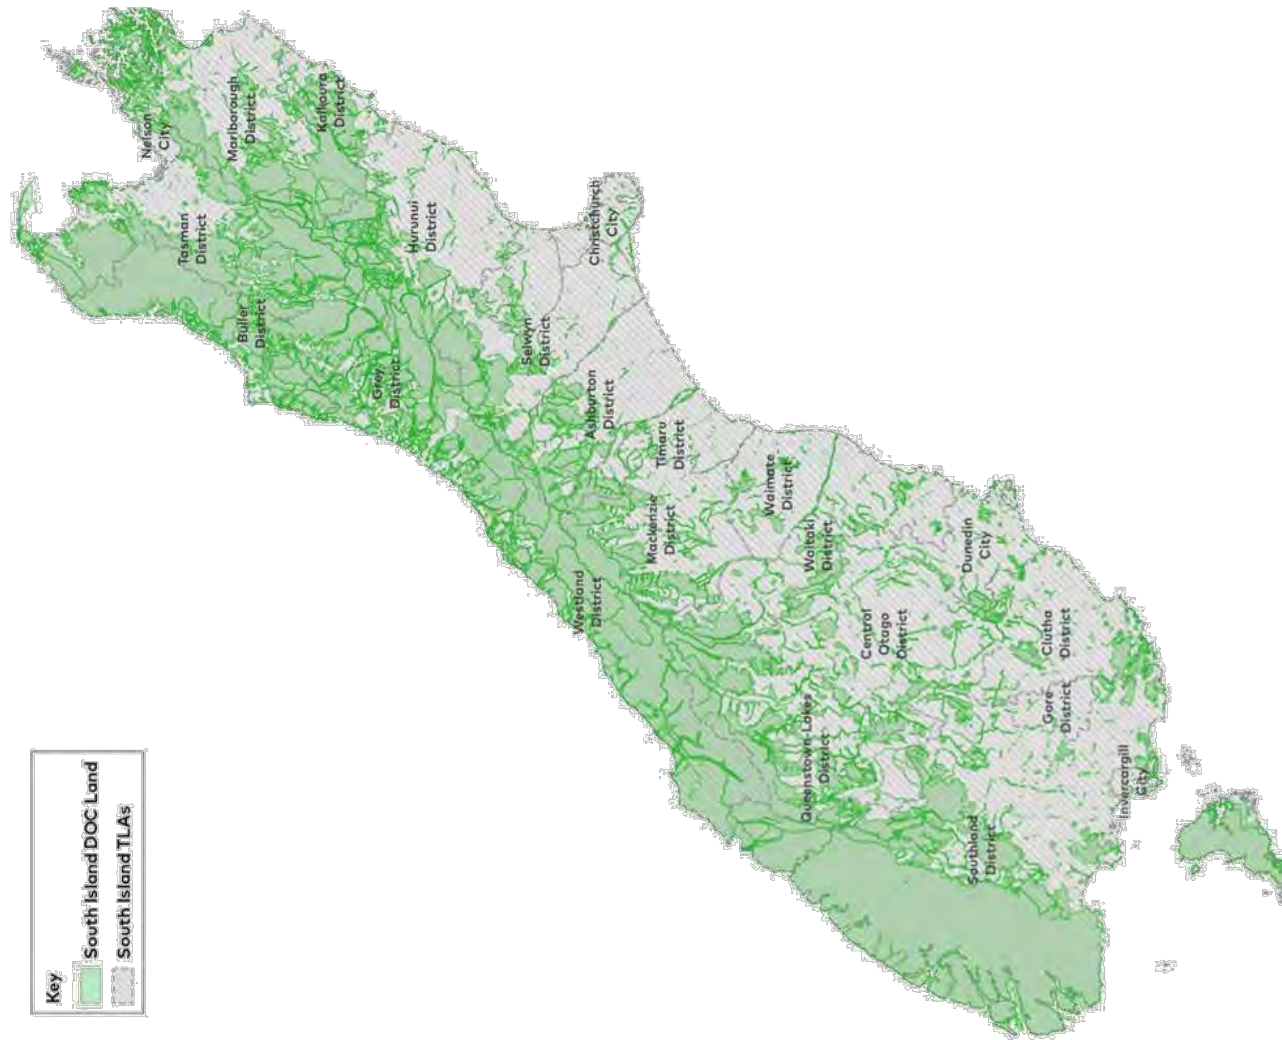 Key
South Island DOC Land
South Island TLAs
Nelson
City
Marlborough
District
Kaikoura
District
Tasman
District
Buller
District
Hurunui
District
Grey
District
Christchurch
City
Selwyn
District
Ashburton
District
Timaru
District
Westland
District
Mackenzie
District
Waimate
District
Waitaki
District
Central
Otago
District
Dunedin
City
Queenstown-Lakes
District
Clutha
District
Gore
District
Southland
District
Invercargill
City